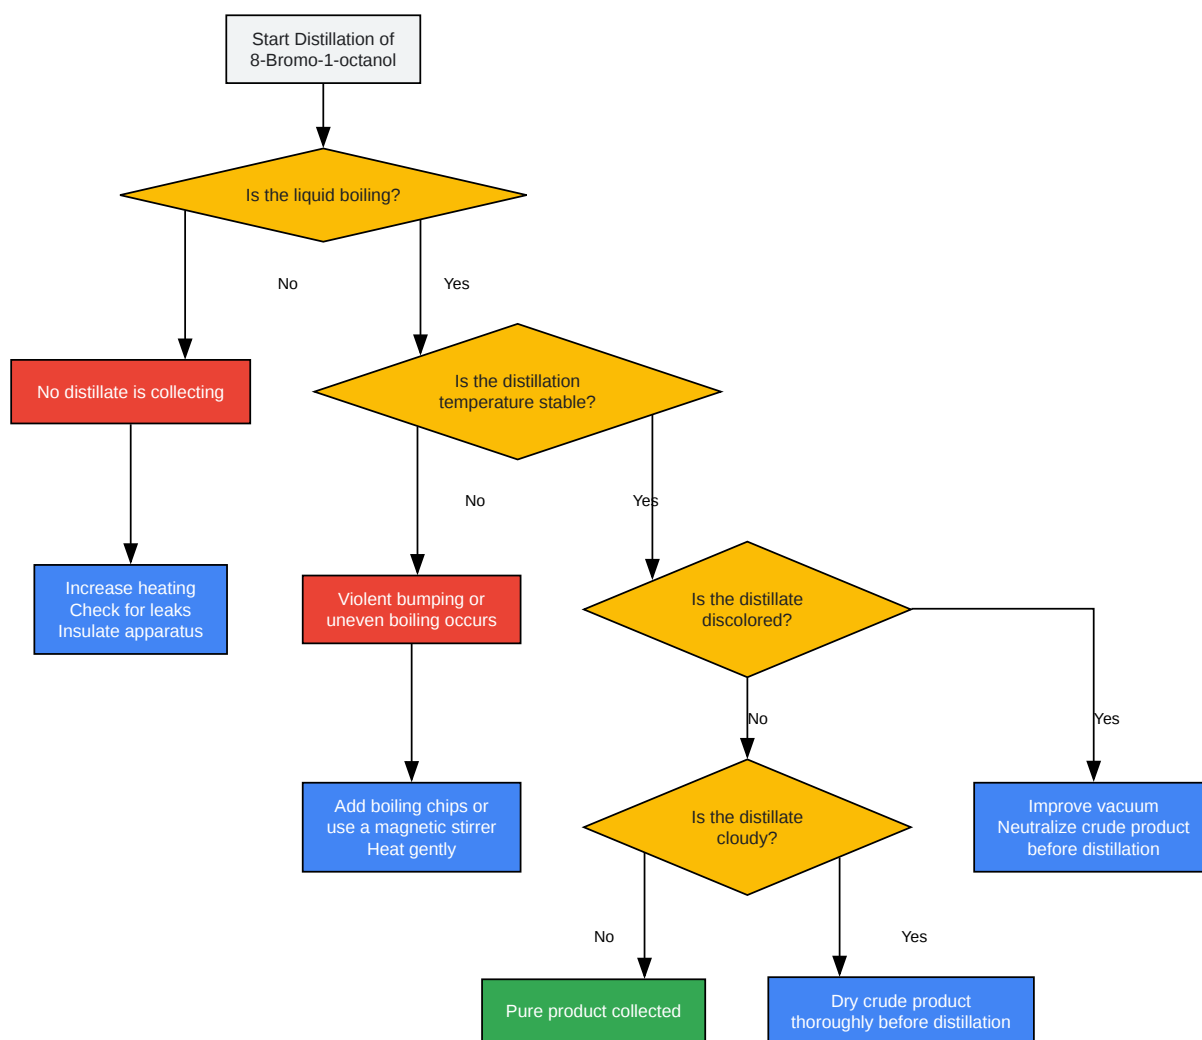 Start Distillation of
8-Bromo-1-octanol
Is the liquid boiling?
No
Yes
No distillate is collecting
Is the distillation
temperature stable?
No
Yes
Increase heating
Check for leaks
Insulate apparatus
Violent bumping or
uneven boiling occurs
Is the distillate
discolored?
No
Yes
Add boiling chips or
use a magnetic stirrer
Heat gently
Is the distillate
cloudy?
Improve vacuum
Neutralize crude product
before distillation
No
Yes
Pure product collected
Dry crude product
thoroughly before distillation